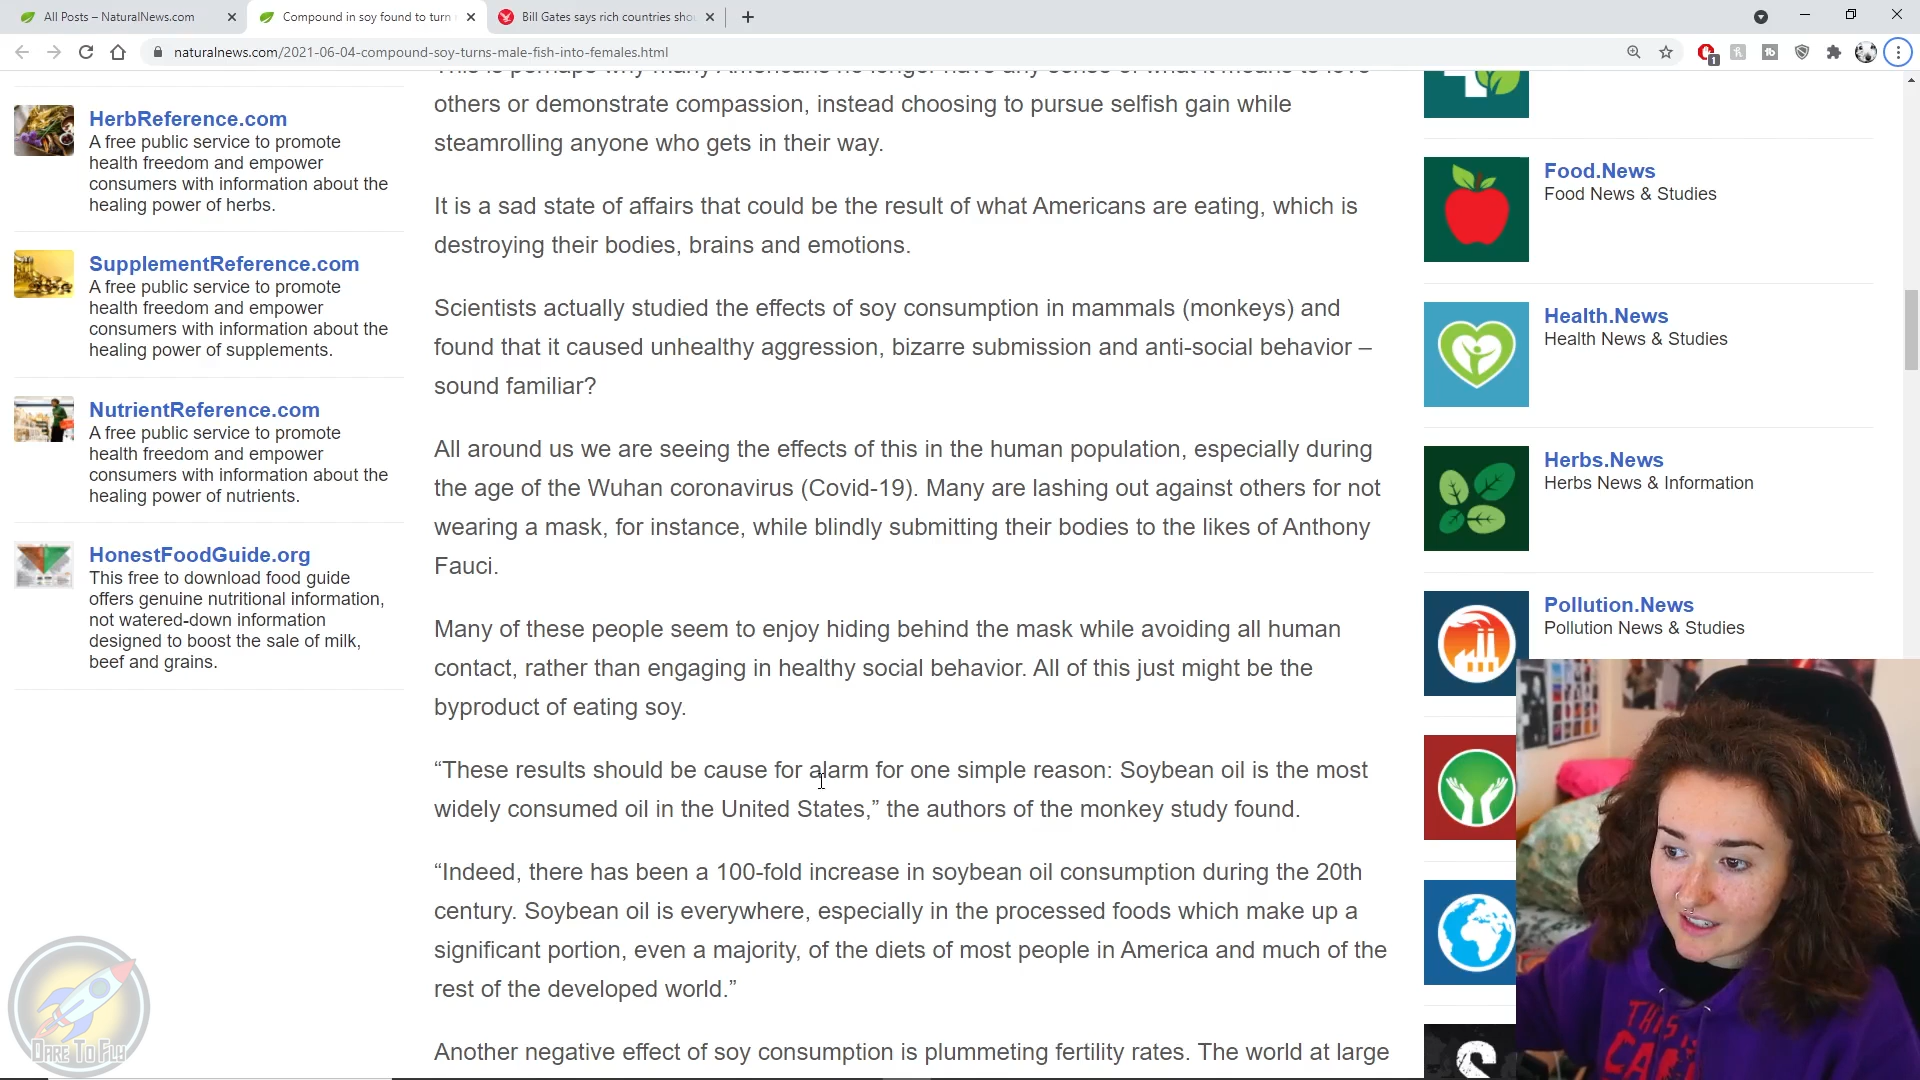 All Posts – NaturalNews.com
Compound in soy found to turn
Bill Gates says rich countries shou
naturalnews.com/2021-06-04-compound-soy-turns-male-fish-into-females.html
HerbReference.com
A free public service to promote
health freedom and empower
consumers with information about the
healing power of herbs.
SupplementReference.com
A free public service to promote
health freedom and empower
consumers with information about the
healing power of supplements.
NutrientReference.com
A free public service to promote
health freedom and empower
consumers with information about the
healing power of nutrients.
HonestFoodGuide.org
This free to download food guide
offers genuine nutritional information,
not watered-down information
designed to boost the sale of milk,
beef and grains.
DARE TO FLY
This is perhaps why many Americans no longer have any sense of what it means to love
others or demonstrate compassion, instead choosing to pursue selfish gain while
steamrolling anyone who gets in their way.
It is a sad state of affairs that could be the result of what Americans are eating, which is
destroying their bodies, brains and emotions.
Scientists actually studied the effects of soy consumption in mammals (monkeys) and
found that it caused unhealthy aggression, bizarre submission and anti-social behavior –
sound familiar?
All around us we are seeing the effects of this in the human population, especially during
the age of the Wuhan coronavirus (Covid-19). Many are lashing out against others for not
wearing a mask, for instance, while blindly submitting their bodies to the likes of Anthony
Fauci.
Many of these people seem to enjoy hiding behind the mask while avoiding all human
contact, rather than engaging in healthy social behavior. All of this just might be the
byproduct of eating soy.
“These results should be cause for alarm for one simple reason: Soybean oil is the most
widely consumed oil in the United States,” the authors of the monkey study found.
“Indeed, there has been a 100-fold increase in soybean oil consumption during the 20th
century. Soybean oil is everywhere, especially in the processed foods which make up a
significant portion, even a majority, of the diets of most people in America and much of the
rest of the developed world.”
Another negative effect of soy consumption is plummeting fertility rates. The world at large
Food.News
Food News & Studies
Health.News
Health News & Studies
Herbs.News
Herbs News & Information
Pollution.News
Pollution News & Studies
THIS